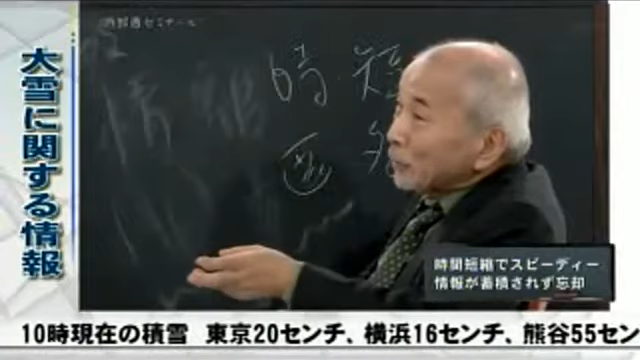 大雪に関する情報
時・短
画
時間短縮でスピーディー
情報が蓄積されず忘却
10時現在の積雪 東京20センチ、横浜16センチ、熊谷55セン